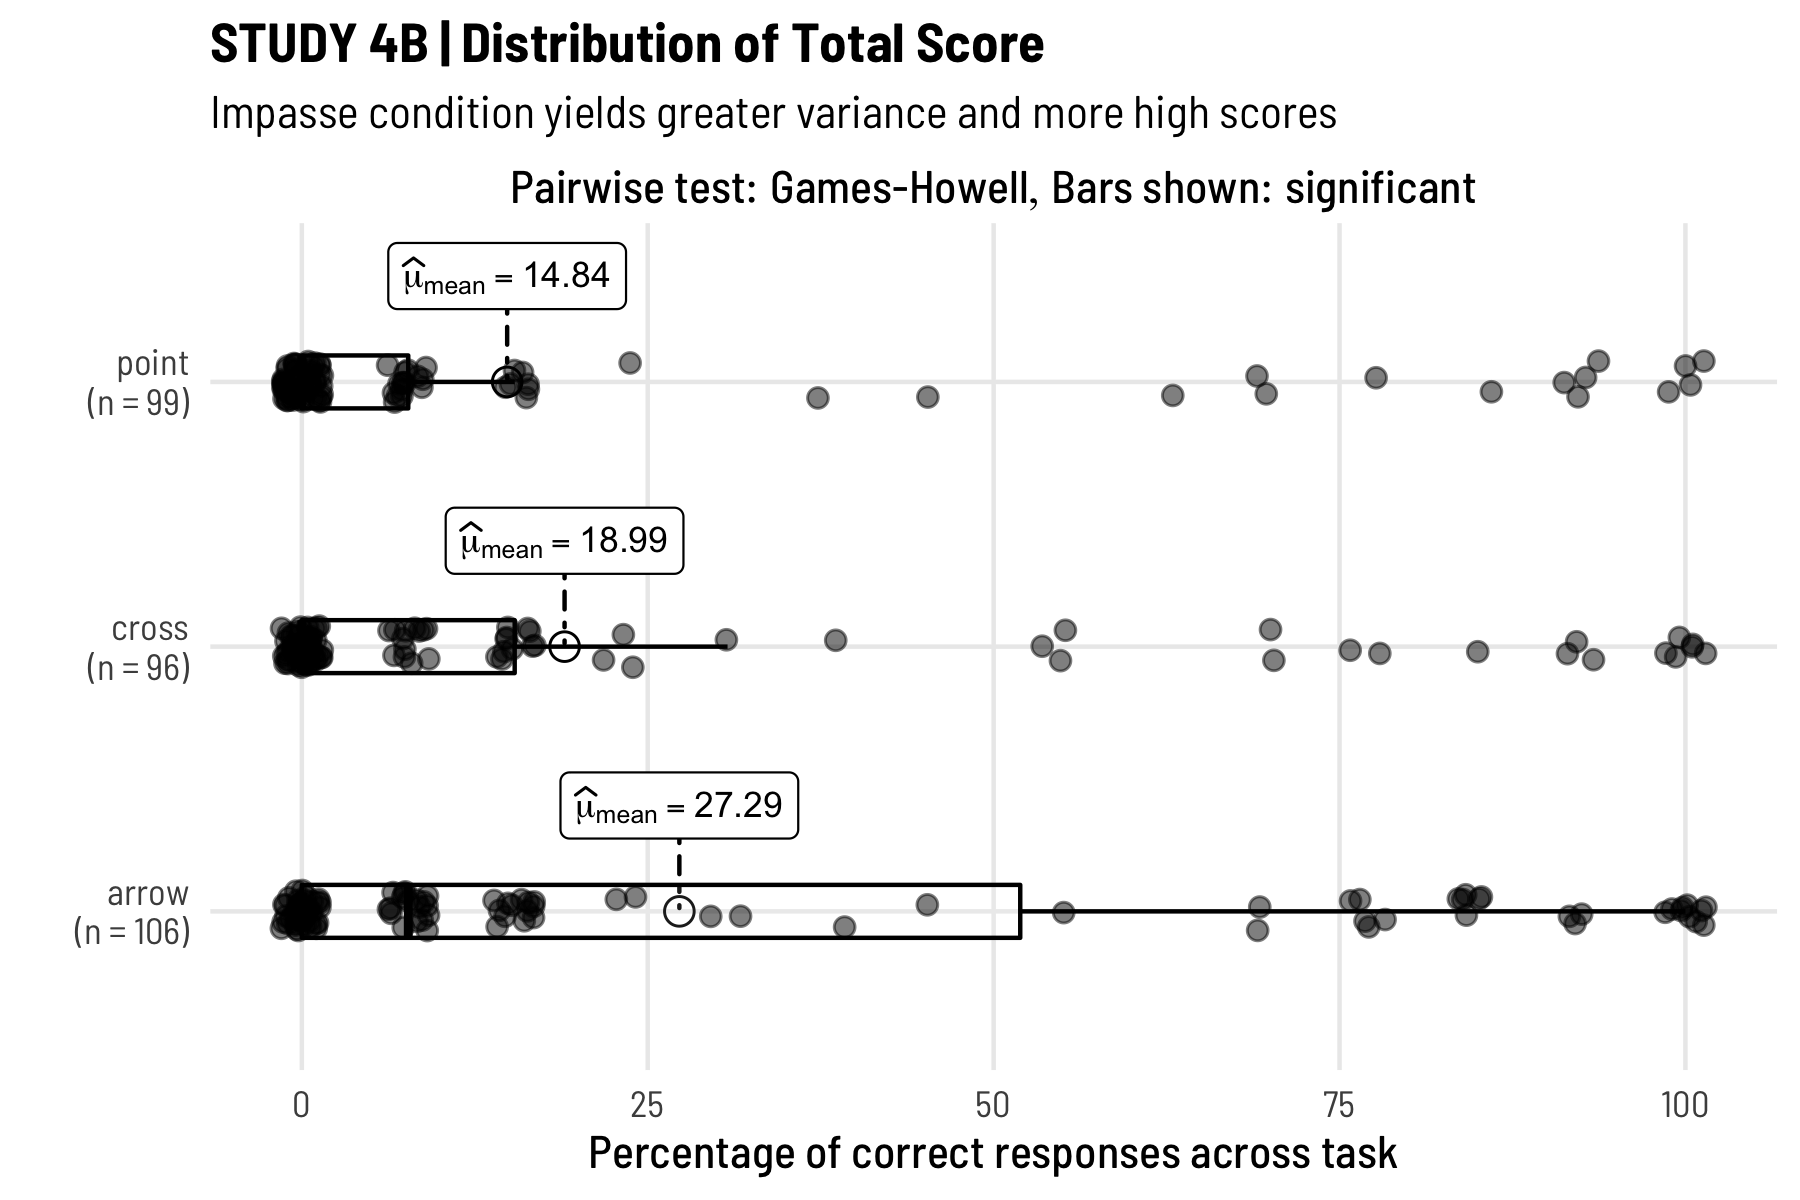 STUDY 4B | Distribution of Total Score
Impasse condition yields greater variance and more high scores
Pairwise test: Games-Howell, Bars shown: significant
μ̂mean = 14.84
point
(n = 99)
μ̂mean = 18.99
cross
(n = 96)
μ̂mean = 27.29
arrow
(n = 106)
0 25 50 75 100
Percentage of correct responses across task